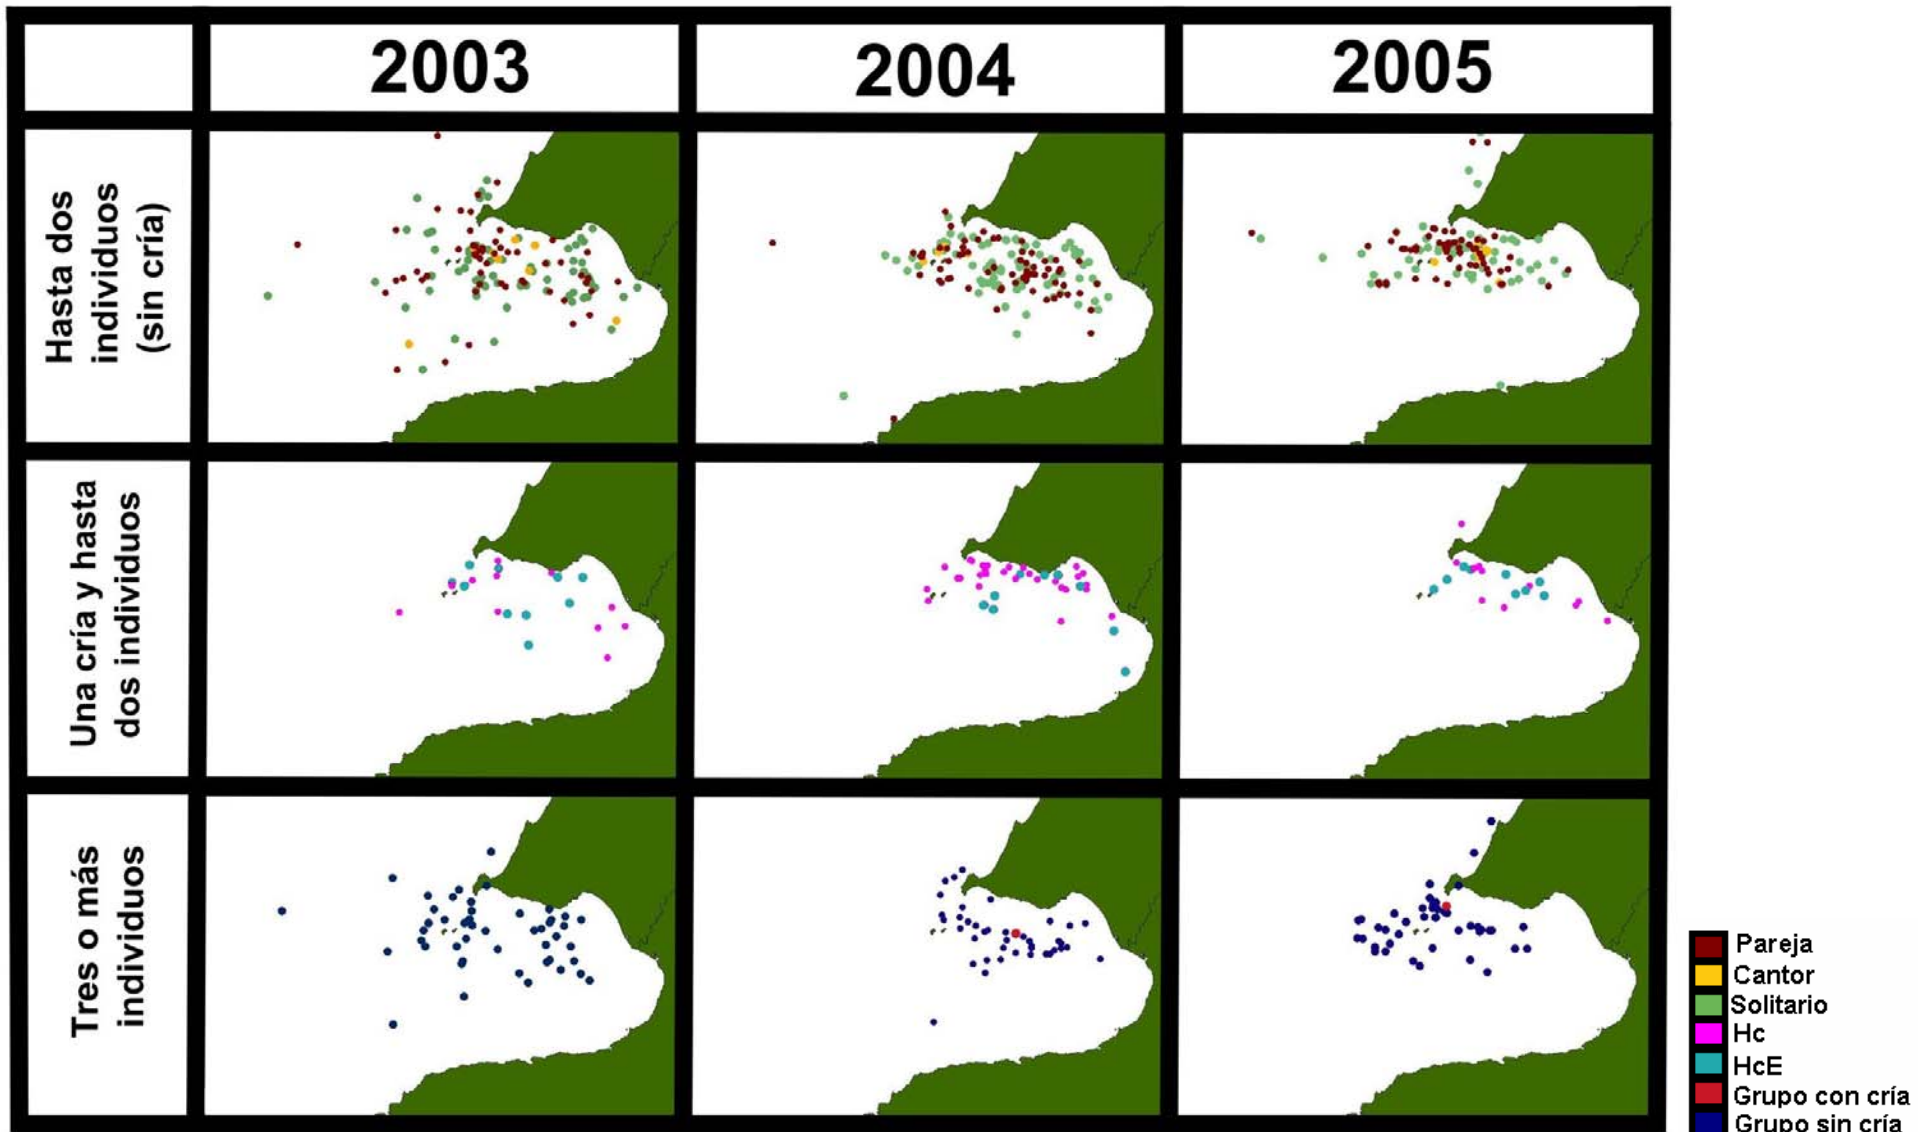 2003
2004
2005
Hasta dos
individuos
(sin cría)
Una cría y hasta
dos individuos
Tres o más
individuos
Pareja
Cantor
Solitario
Hc
HcE
Grupo con cría
Grupo sin cría